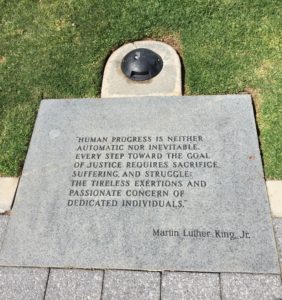 "HUMAN PROGRESS IS NEITHER
AUTOMATIC NOR INEVITABLE.
EVERY STEP TOWARD THE GOAL
OF JUSTICE REQUIRES SACRIFICE,
SUFFERING, AND STRUGGLE;
THE TIRELESS EXERTIONS AND
PASSIONATE CONCERN OF
DEDICATED INDIVIDUALS."
Martin Luther King, Jr.